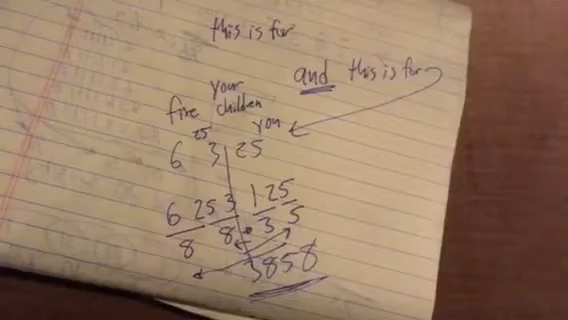 this is for
and this is for
your
five children
you
25
6 3 25
6 25 3 1 25
8 8 3 5
3858